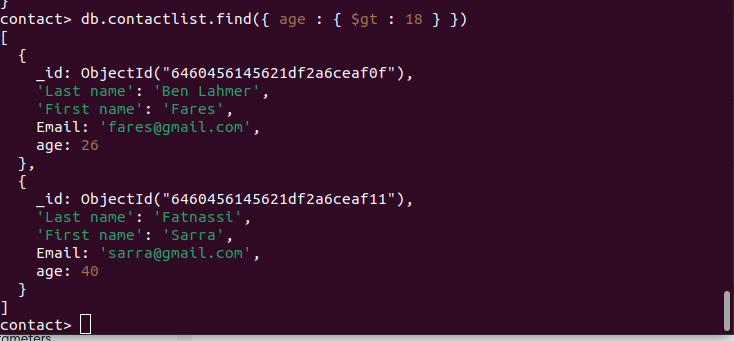 }
contact> db.contactlist.find({ age : { $gt : 18 } })
[
  {
    _id: ObjectId("6460456145621df2a6ceaf0f"),
    'Last name': 'Ben Lahmer',
    'First name': 'Fares',
    Email: 'fares@gmail.com',
    age: 26
  },
  {
    _id: ObjectId("6460456145621df2a6ceaf11"),
    'Last name': 'Fatnassi',
    'First name': 'Sarra',
    Email: 'sarra@gmail.com',
    age: 40
  }
]
contact>